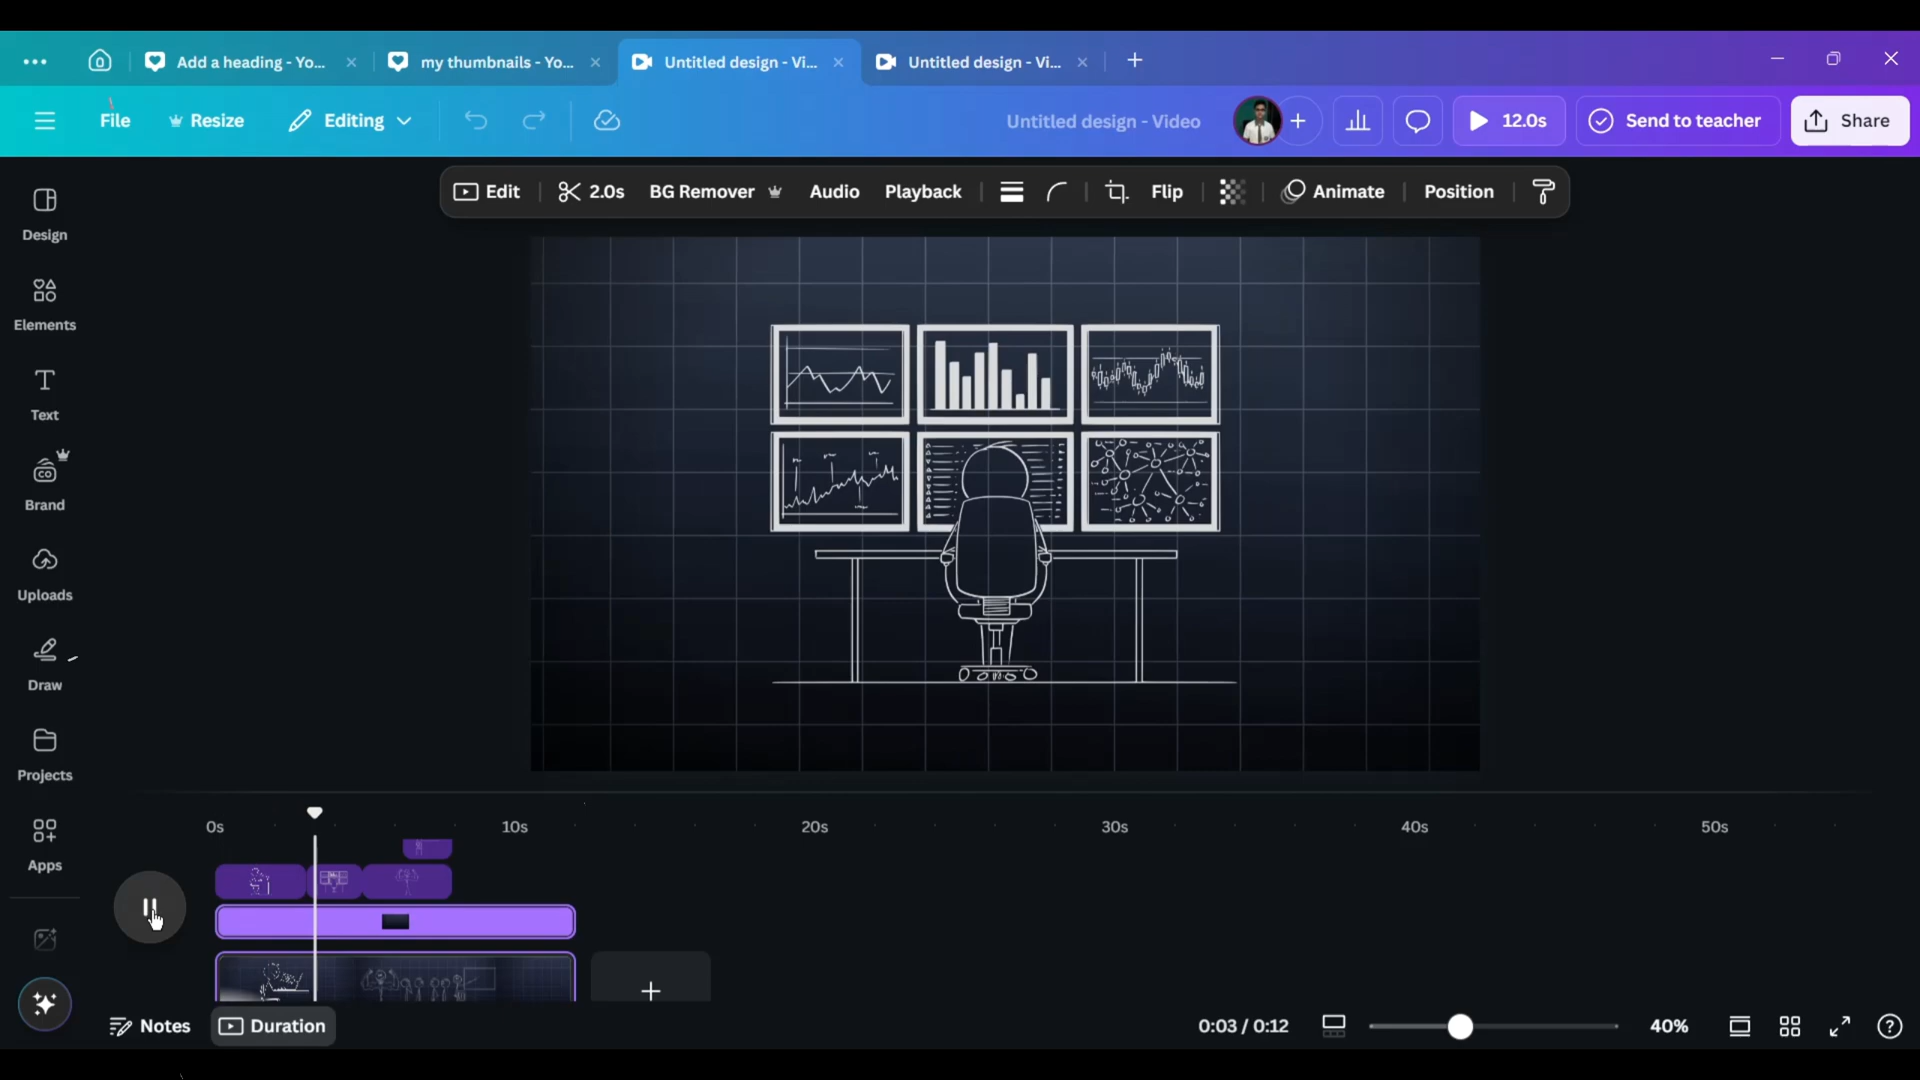 Add a heading - Yo...
my thumbnails - Yo...
Untitled design - Vi...
Untitled design - Vi...
File
Resize
Editing
Untitled design - Video
12.0s
Send to teacher
Share
Edit
2.0s
BG Remover
Audio
Playback
Flip
Animate
Position
Design
Elements
Text
Brand
Uploads
Draw
Projects
Apps
0s
10s
20s
30s
40s
50s
Notes
Duration
0:03 / 0:12
40%